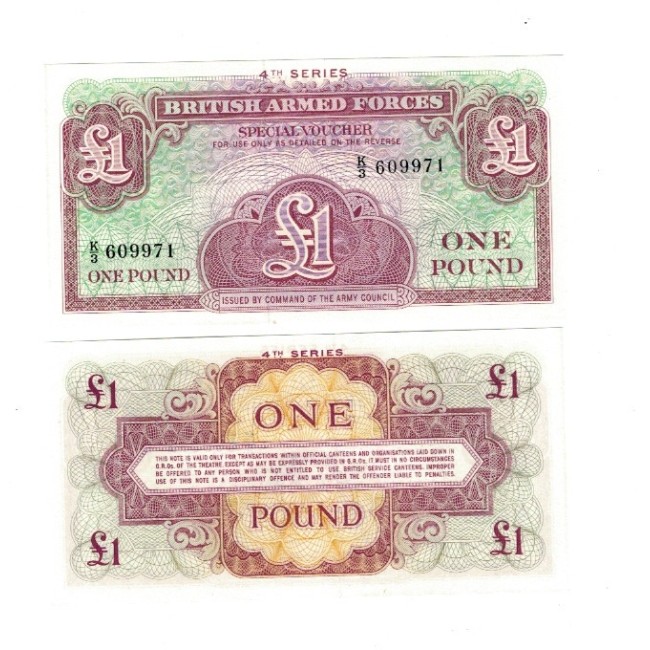 4TH SERIES
BRITISH ARMED FORCES
£1
£1
SPECIAL VOUCHER
FOR USE ONLY AS DETAILED ON THE REVERSE
K/3 609971
£1
K/3 609971
ONE POUND
ONE
POUND
ISSUED BY COMMAND OF THE ARMY COUNCIL
4TH SERIES
£1
£1
ONE
THIS NOTE IS VALID ONLY FOR TRANSACTIONS WITHIN OFFICIAL CANTEENS AND ORGANISATIONS LAID DOWN IN
G.R.Os. OF THE THEATRE. EXCEPT AS MAY BE EXPRESSLY PROVIDED IN G.R.Os. IT MUST IN NO CIRCUMSTANCES
BE OFFERED TO ANY PERSON WHO IS NOT ENTITLED TO USE BRITISH SERVICE CANTEENS. IMPROPER
USE OF THIS NOTE IS A DISCIPLINARY OFFENCE AND MAY RENDER THE OFFENDER LIABLE TO PENALTIES.
POUND
£1
£1